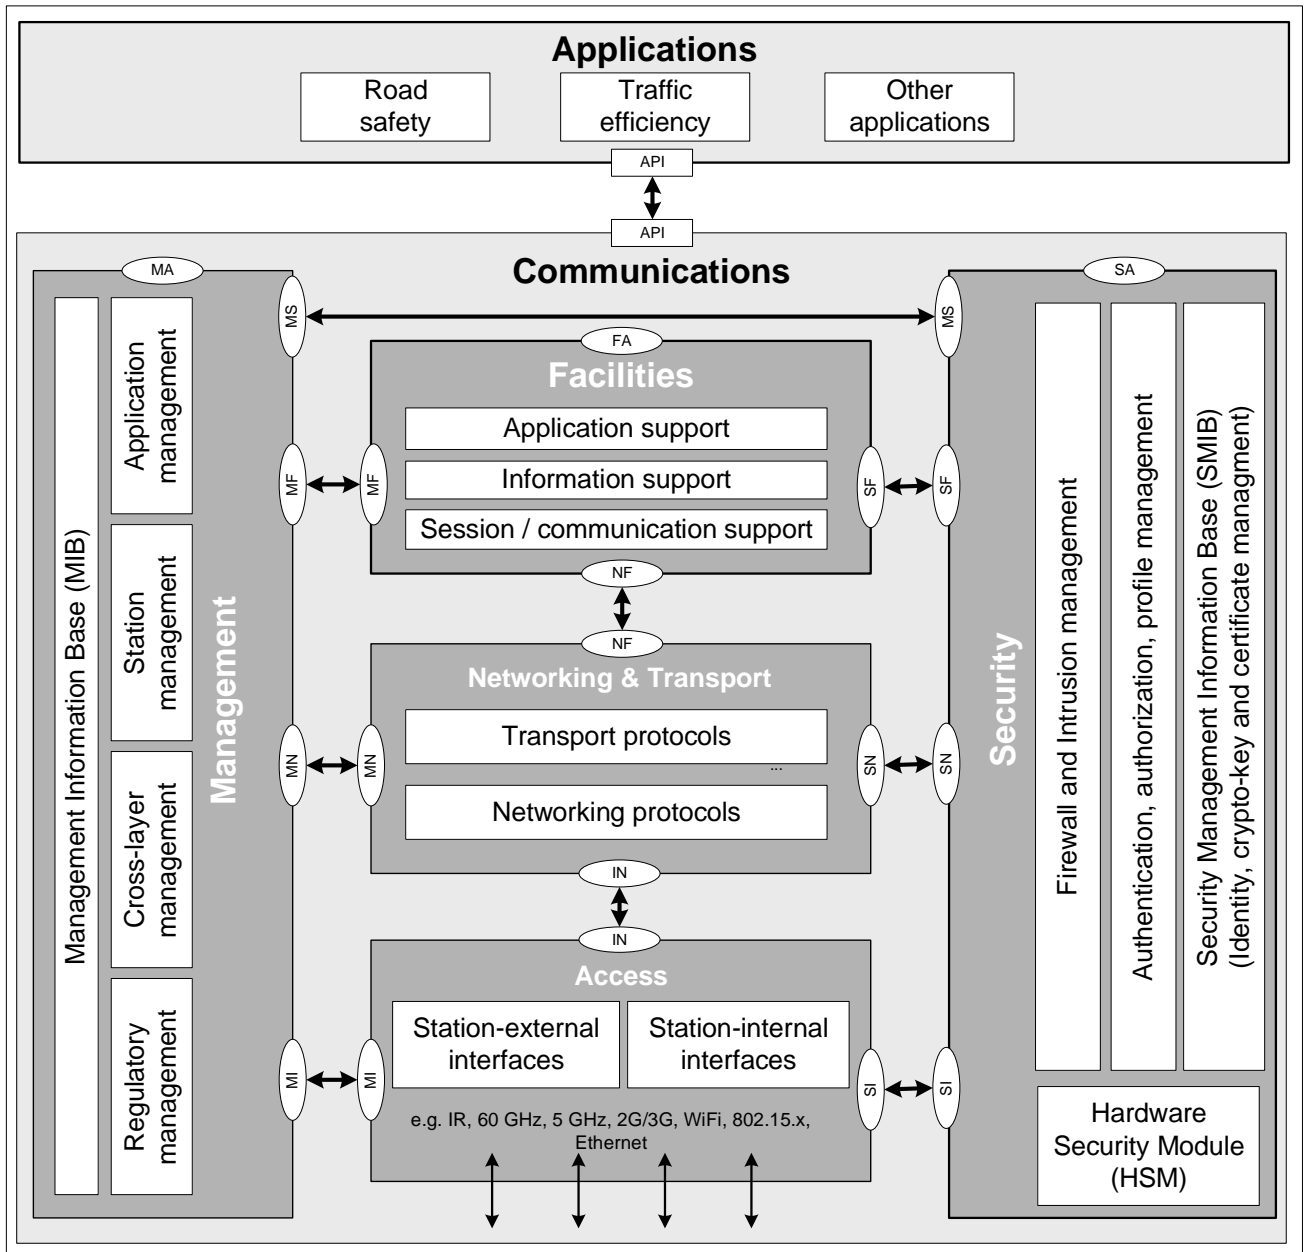 Applications
Road
safety
Traffic
efficiency
Other
applications
API
API
Communications
MA
SA
MS
MS
FA
Facilities
Application support
Information support
Session / communication support
MF
MF
SF
SF
NF
NF
Networking & Transport
Transport protocols
...
Networking protocols
MN
MN
SN
SN
IN
IN
Access
Station-external
interfaces
Station-internal
interfaces
e.g. IR, 60 GHz, 5 GHz, 2G/3G, WiFi, 802.15.x,
Ethernet
MI
MI
SI
SI
Management Information Base (MIB)
Application
management
Station
management
Cross-layer
management
Regulatory
management
Management
Security
Firewall and Intrusion management
Authentication, authorization, profile management
Security Management Information Base (SMIB)
(Identity, crypto-key and certificate managment)
Hardware
Security Module
(HSM)